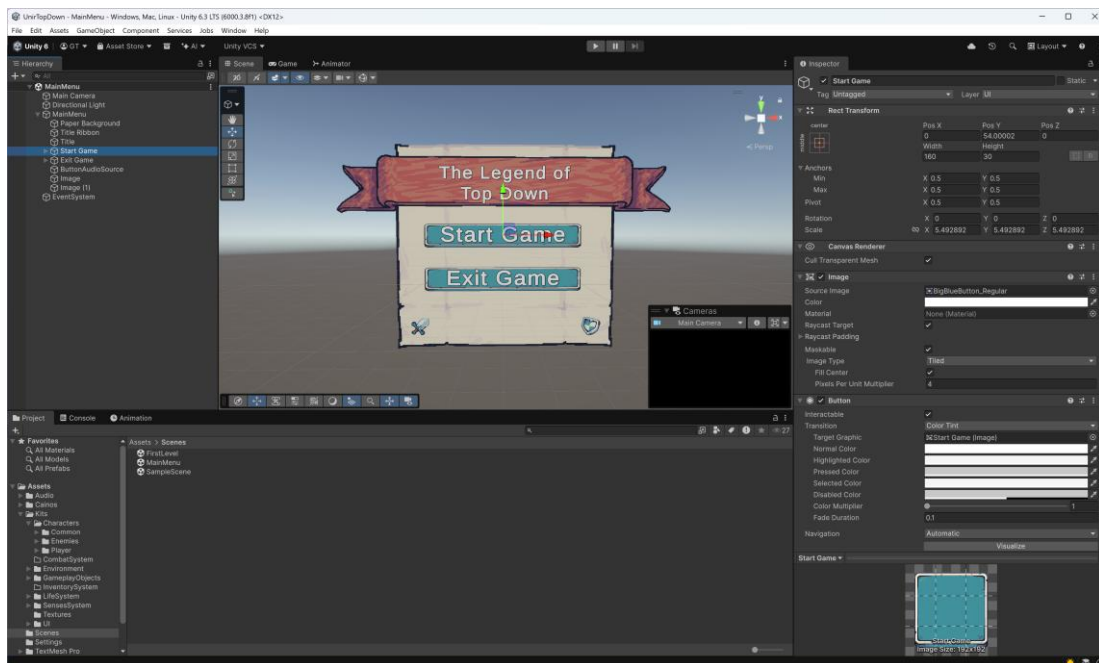 UnirTopDown - MainMenu - Windows, Mac, Linux - Unity 6.3 LTS (6000.3.8f1) <DX12>
File Edit Assets GameObject Component Services Jobs Window Help
Unity 6 GT Asset Store AI Unity VCS Layout
Hierarchy
All
MainMenu
Main Camera
Directional Light
MainMenu
Paper Background
Title Ribbon
Title
Start Game
Exit Game
ButtonAudioSource
Image
Image (1)
EventSystem
Scene Game Animator
Persp
The Legend of
Top Down
Start Game
Exit Game
Cameras
Main Camera
Inspector
Start Game Static
Tag Untagged Layer UI
Rect Transform
center Pos X Pos Y Pos Z
middle 0 54.00002 0
Width Height
160 30
Anchors
Min X 0.5 Y 0.5
Max X 0.5 Y 0.5
Pivot X 0.5 Y 0.5
Rotation X 0 Y 0 Z 0
Scale X 5.492892 Y 5.492892 Z 5.492892
Canvas Renderer
Cull Transparent Mesh
Image
Source Image BigBlueButton_Regular
Color
Material None (Material)
Raycast Target
Raycast Padding
Maskable
Image Type Tiled
Fill Center
Pixels Per Unit Multiplier 4
Button
Interactable
Transition Color Tint
Target Graphic Start Game (Image)
Normal Color
Highlighted Color
Pressed Color
Selected Color
Disabled Color
Color Multiplier 1
Fade Duration 0.1
Navigation Automatic
Visualize
Start Game
Start Game
Image Size: 192x192
Project Console Animation
27
Favorites
All Materials
All Models
All Prefabs
Assets
Audio
Cainos
Kits
Characters
Common
Enemies
Player
CombatSystem
Environment
GameplayObjects
InventorySystem
LifeSystem
SensesSystem
Textures
UI
Scenes
Settings
TextMesh Pro
Assets > Scenes
FirstLevel
MainMenu
SampleScene